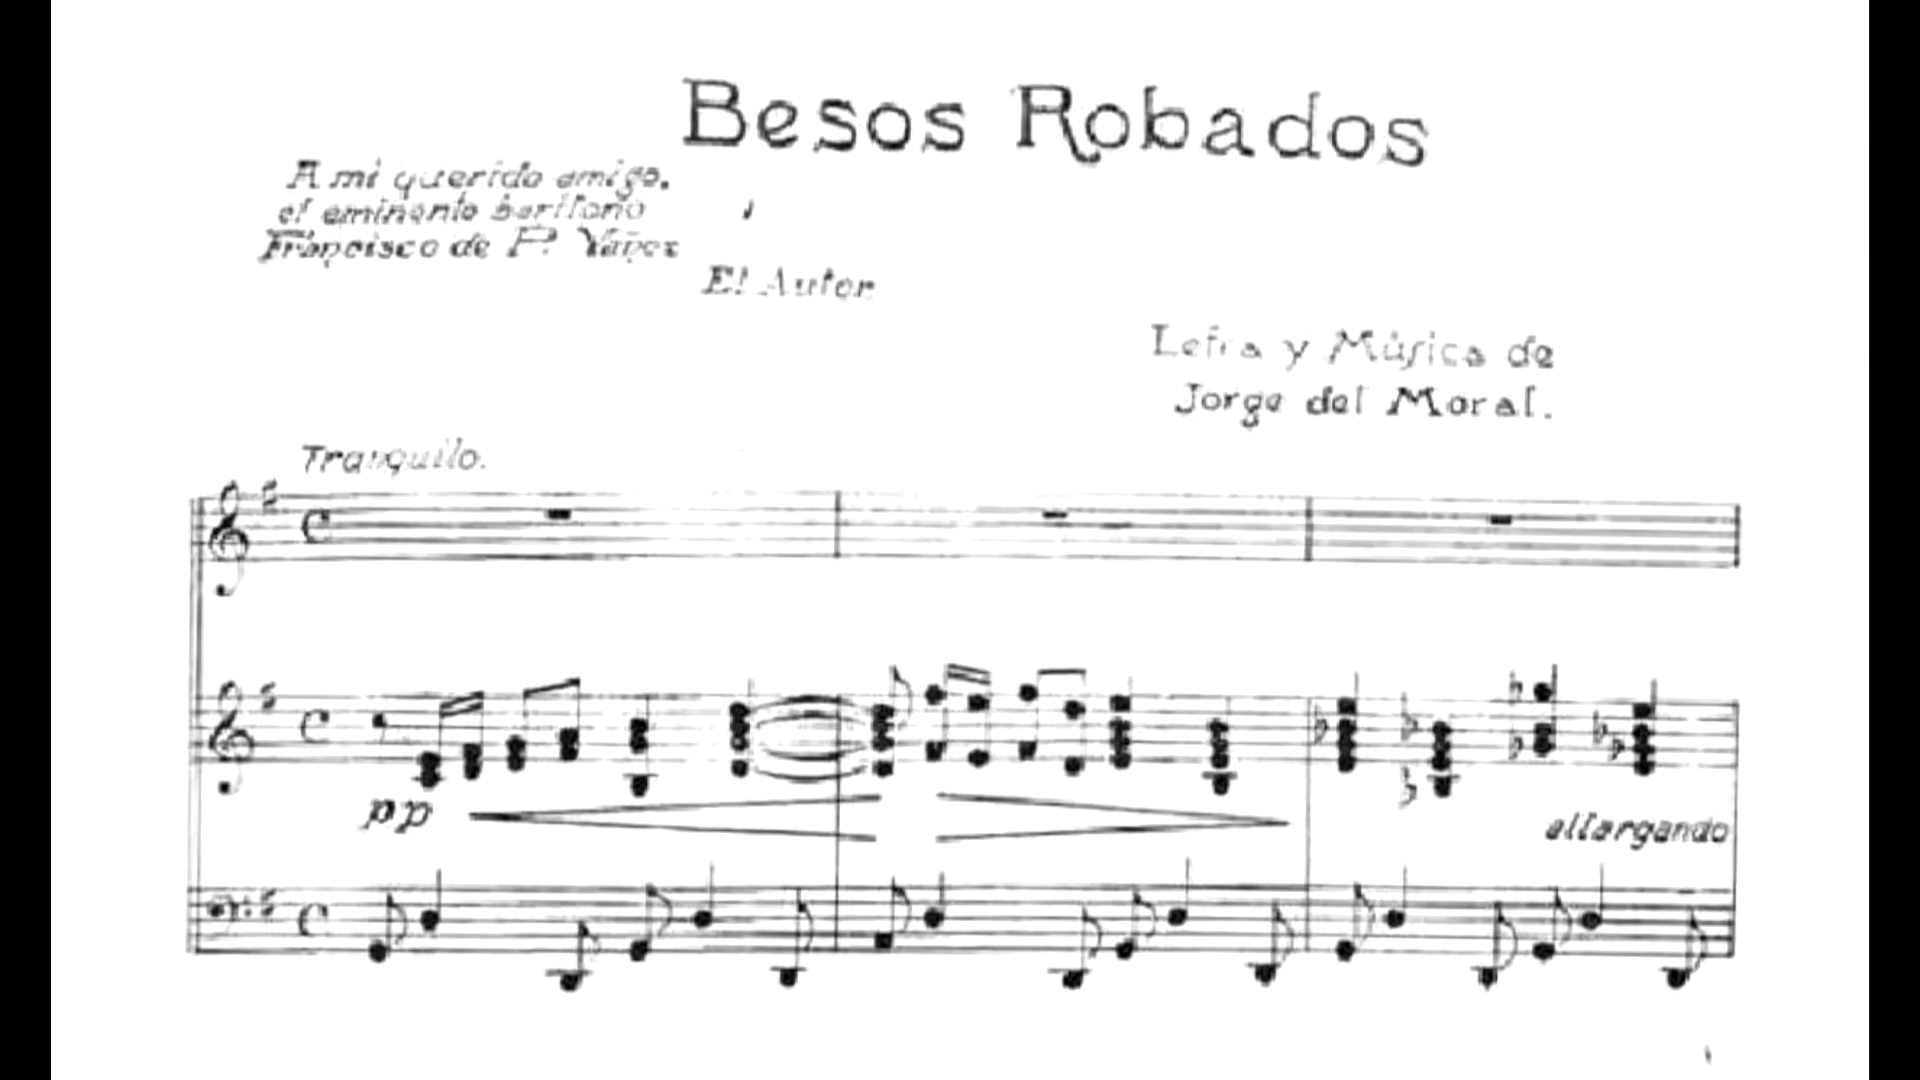 Besos Robados
A mi querido amigo,
el eminente barítono
Francisco de P. Yañez
El Autor
Letra y Música de
Jorge del Moral.
Tranquilo.
pp
allargando